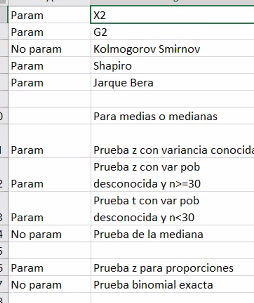 Param X2
Param G2
No param Kolmogorov Smirnov
Param Shapiro
Param Jarque Bera
Para medias o medianas
Param Prueba z con variancia conocida
Prueba z con var pob
Param desconocida y n>=30
Prueba t con var pob
Param desconocida y n<30
No param Prueba de la mediana
Param Prueba z para proporciones
No param Prueba binomial exacta